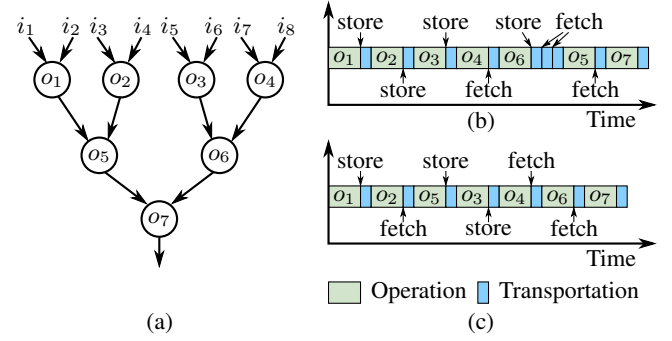 i1 i2 i3 i4 i5 i6 i7 i8
o1 o2 o3 o4
o5 o6
o7
(a)
store store store fetch
o1 o2 o3 o4 o6 o5 o7
store fetch fetch
(b) Time
store store fetch
o1 o2 o5 o3 o4 o6 o7
fetch store fetch
Time
Operation Transportation
(c)